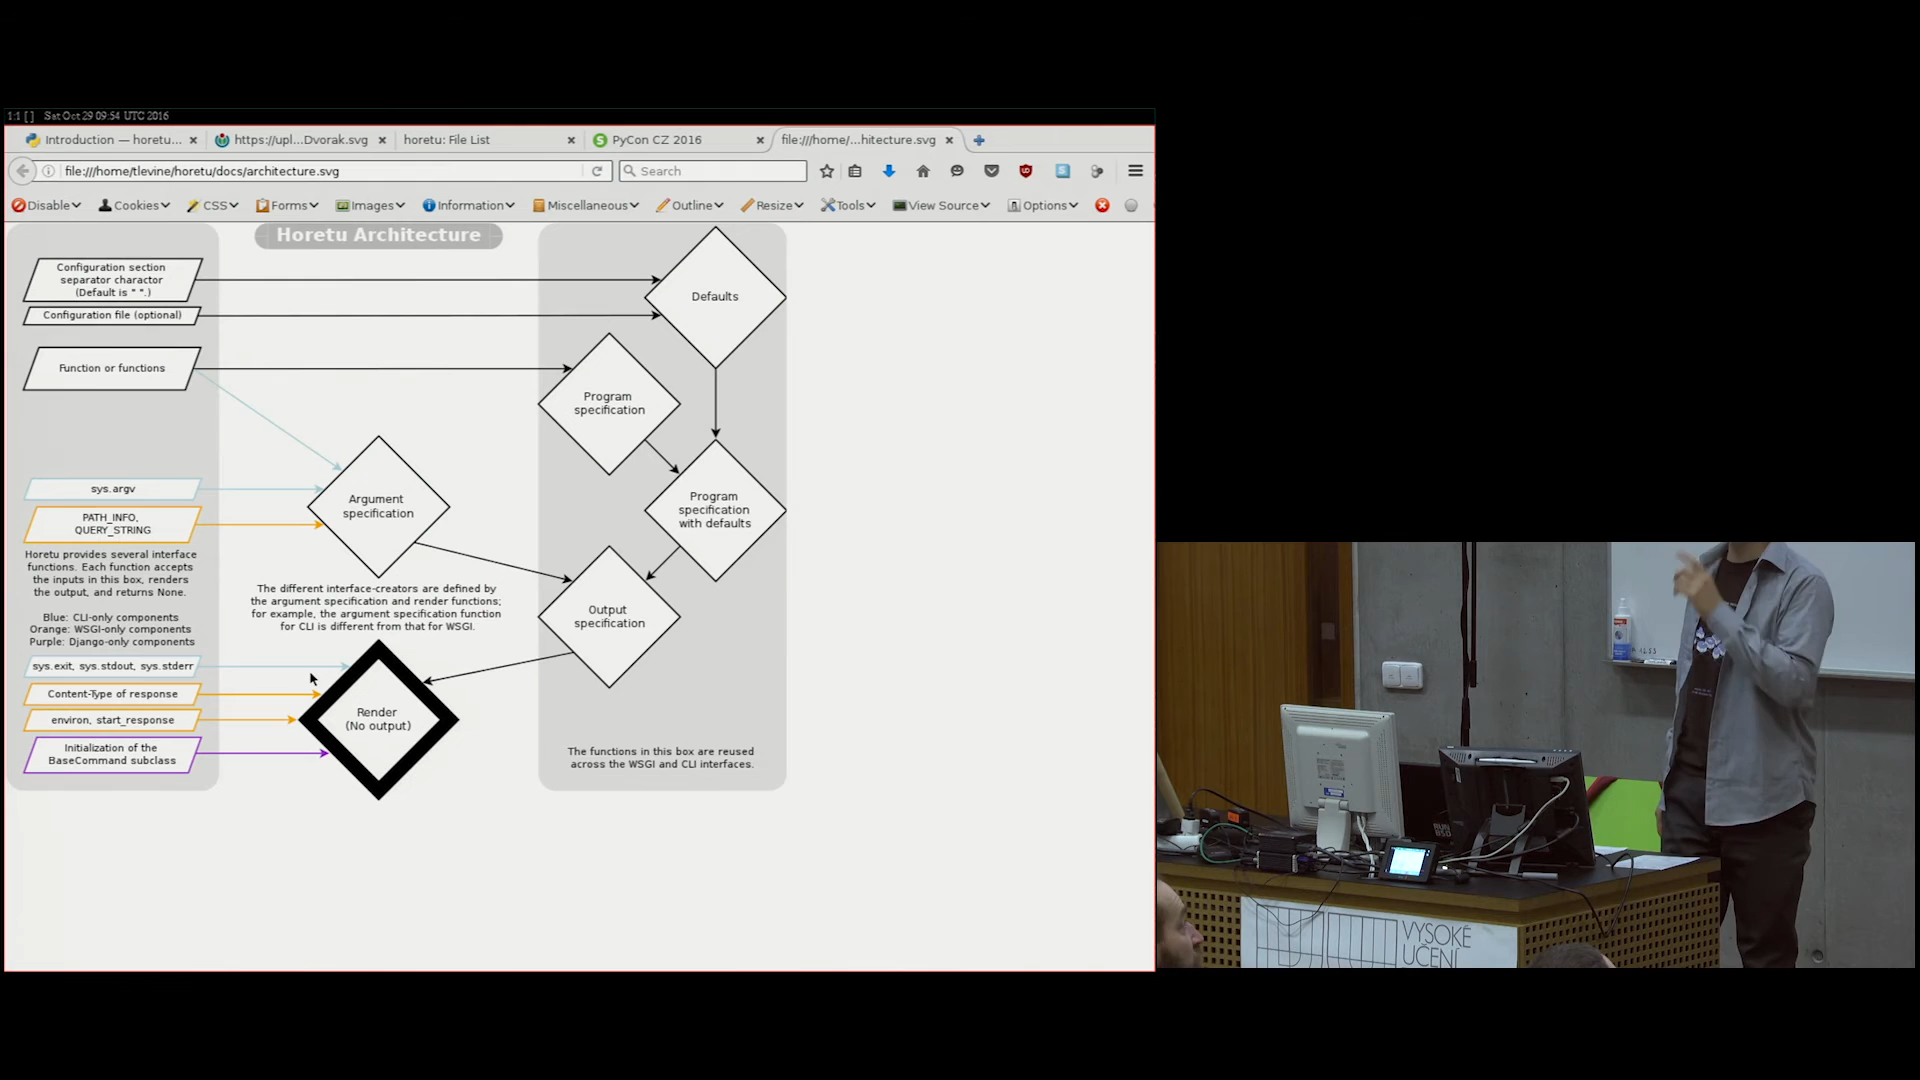 1:1 [ ] Sat Oct 29 09:54 UTC 2016
Introduction — horetu...
https://upl...Dvorak.svg
horetu: File List
PyCon CZ 2016
file:///home/...hitecture.svg
file:///home/tlevine/horetu/docs/architecture.svg
Search
Disable
Cookies
CSS
Forms
Images
Information
Miscellaneous
Outline
Resize
Tools
View Source
Options
Horetu Architecture
Configuration section
separator charactor
(Default is " ".)
Defaults
Configuration file (optional)
Function or functions
Program
specification
sys.argv
Argument
specification
Program
specification
with defaults
PATH_INFO,
QUERY_STRING
Horetu provides several interface
functions. Each function accepts
the inputs in this box, renders
the output, and returns None.
Blue: CLI-only components
Orange: WSGI-only components
Purple: Django-only components
The different interface-creators are defined by
the argument specification and render functions;
for example, the argument specification function
for CLI is different from that for WSGI.
Output
specification
sys.exit, sys.stdout, sys.stderr
Content-Type of response
environ, start_response
Initialization of the
BaseCommand subclass
Render
(No output)
The functions in this box are reused
across the WSGI and CLI interfaces.
RUN
BSD
VYSOKÉ
UČENÍ